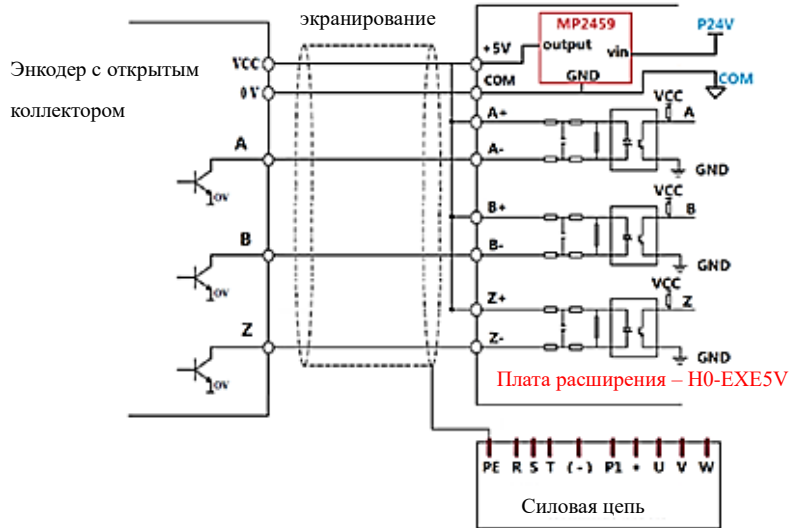 экранирование
MP2459
P24V
+5V
output
vin
Энкодер с открытым
коллектором
VCC
0V
COM
GND
COM
VCC
A+
A
A
A-
GND
0V
VCC
B+
B
B
B-
GND
0V
VCC
Z+
Z
Z
Z-
GND
0V
Плата расширения – H0-EXE5V
PE R S T (-) P1 + U V W
Силовая цепь